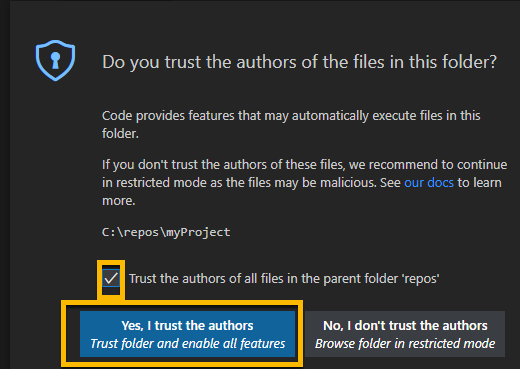 Do you trust the authors of the files in this folder?
Code provides features that may automatically execute files in this
folder.
If you don't trust the authors of these files, we recommend to continue
in restricted mode as the files may be malicious. See our docs to learn
more.
C:\repos\myProject
Trust the authors of all files in the parent folder 'repos'
Yes, I trust the authors
Trust folder and enable all features
No, I don't trust the authors
Browse folder in restricted mode